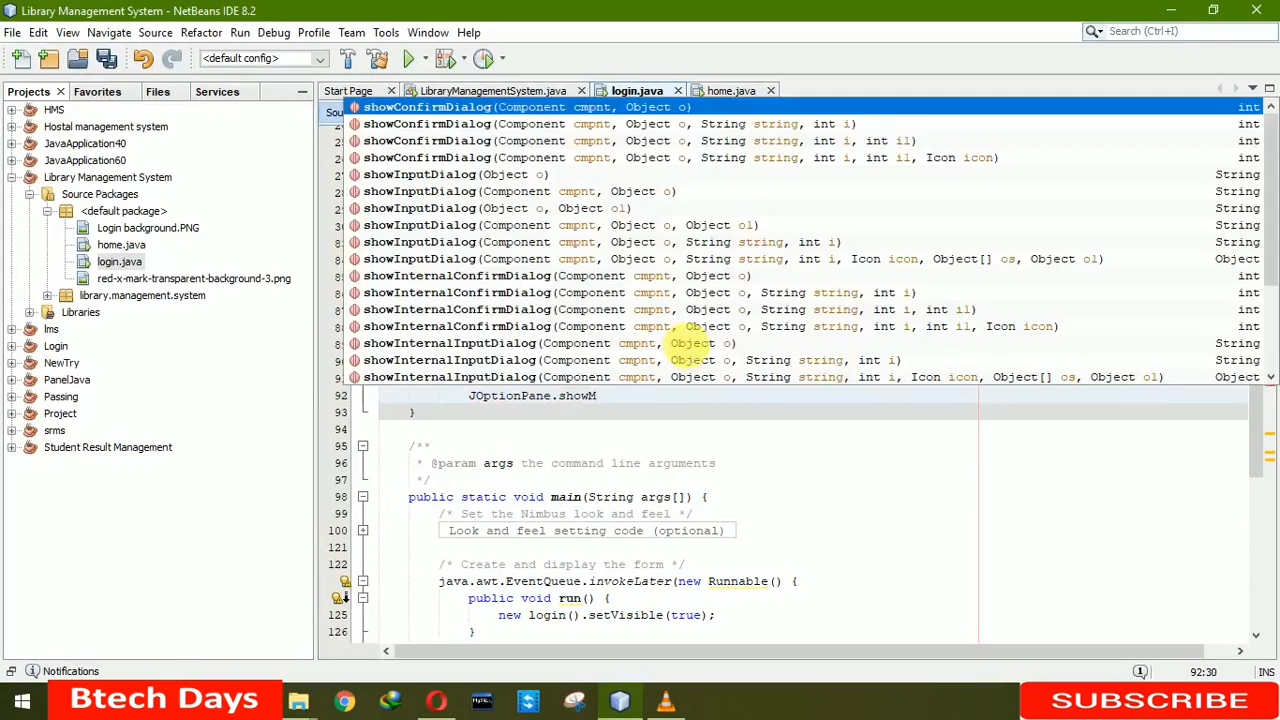 Library Management System - NetBeans IDE 8.2
File Edit View Navigate Source Refactor Run Debug Profile Team Tools Window Help
Search (Ctrl+I)
<default config>
Projects Favorites Files Services
Start Page LibraryManagementSystem.java login.java home.java
HMS
Hostal management system
JavaApplication40
JavaApplication60
Library Management System
Source Packages
<default package>
Login background.PNG
home.java
login.java
red-x-mark-transparent-background-3.png
library.management.system
Libraries
lms
Login
NewTry
PanelJava
Passing
Project
srms
Student Result Management
showConfirmDialog(Component cmpnt, Object o) int
showConfirmDialog(Component cmpnt, Object o, String string, int i) int
showConfirmDialog(Component cmpnt, Object o, String string, int i, int i1) int
showConfirmDialog(Component cmpnt, Object o, String string, int i, int i1, Icon icon) int
showInputDialog(Object o) String
showInputDialog(Component cmpnt, Object o) String
showInputDialog(Object o, Object o1) String
showInputDialog(Component cmpnt, Object o, Object o1) String
showInputDialog(Component cmpnt, Object o, String string, int i) String
showInputDialog(Component cmpnt, Object o, String string, int i, Icon icon, Object[] os, Object o1) Object
showInternalConfirmDialog(Component cmpnt, Object o) int
showInternalConfirmDialog(Component cmpnt, Object o, String string, int i) int
showInternalConfirmDialog(Component cmpnt, Object o, String string, int i, int i1) int
showInternalConfirmDialog(Component cmpnt, Object o, String string, int i, int i1, Icon icon) int
showInternalInputDialog(Component cmpnt, Object o) String
showInternalInputDialog(Component cmpnt, Object o, String string, int i) String
showInternalInputDialog(Component cmpnt, Object o, String string, int i, Icon icon, Object[] os, Object o1) Object
92 JOptionPane.showM
93 }
94
95 /**
96 * @param args the command line arguments
97 */
98 public static void main(String args[]) {
99 /* Set the Nimbus look and feel */
100 Look and feel setting code (optional)
121
122 /* Create and display the form */
java.awt.EventQueue.invokeLater(new Runnable() {
public void run() {
125 new login().setVisible(true);
126 }
Notifications
92:30 INS
Btech Days
SUBSCRIBE